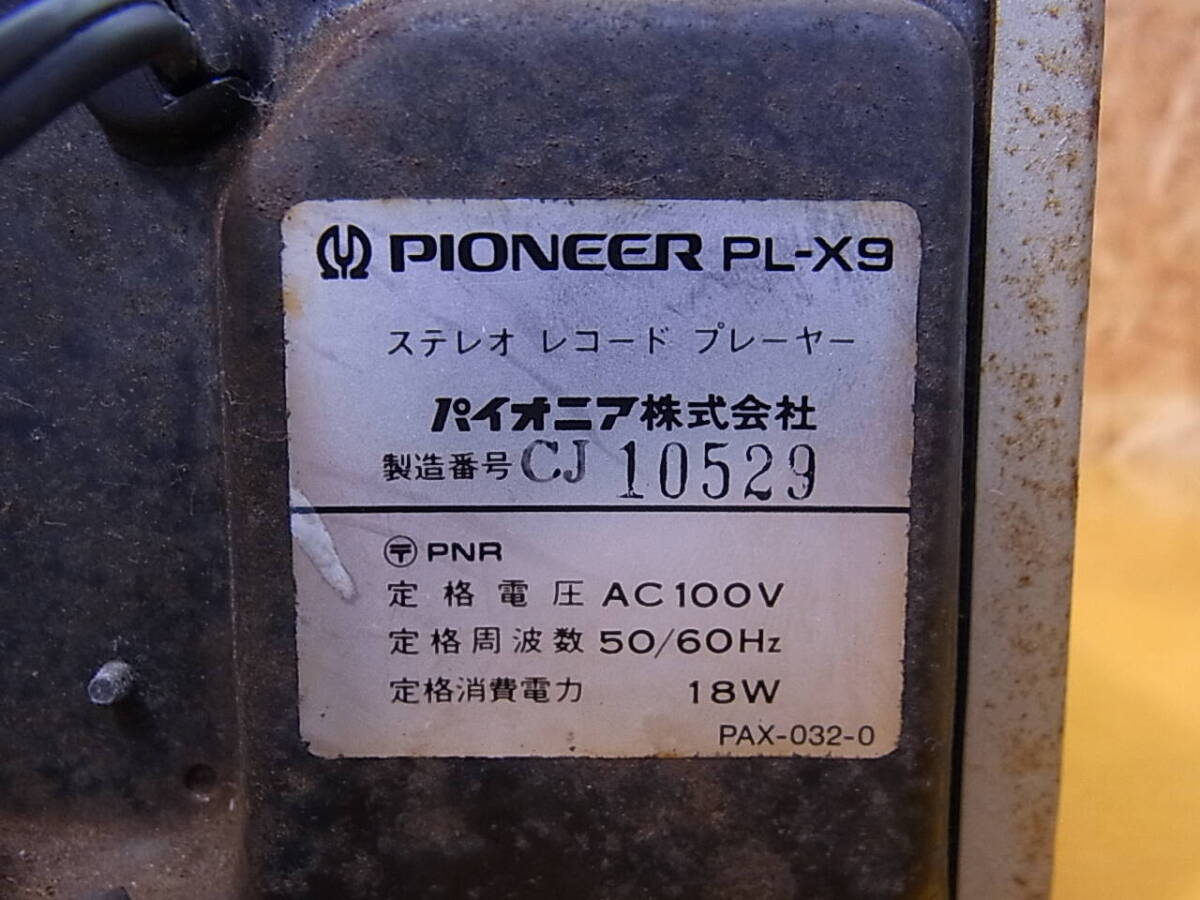 PIONEER PL-X9
ステレオ レコード プレーヤー
パイオニア株式会社
製造番号 CJ 10529
〶 PNR
定格電圧 AC100V
定格周波数 50/60Hz
定格消費電力 18W
PAX-032-0